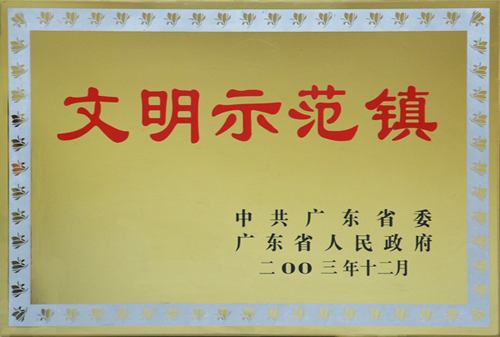 文明示范镇
中共广东省委
广东省人民政府
二OO三年十二月